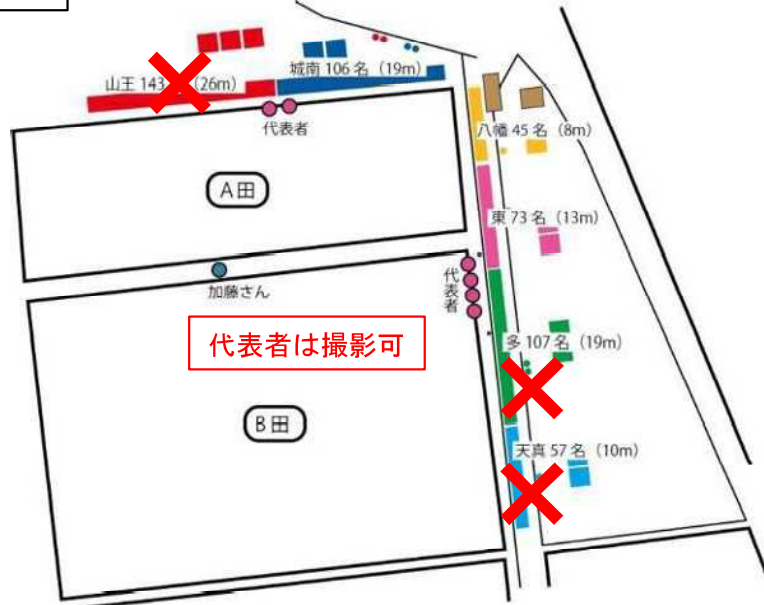 山王 143 (26m)
城南 106 名 (19m)
代表者
八幡 45 名 (8m)
A田
東 73 名 (13m)
加藤さん
代表者
代表者は撮影可
多 107 名 (19m)
B田
天真 57 名 (10m)